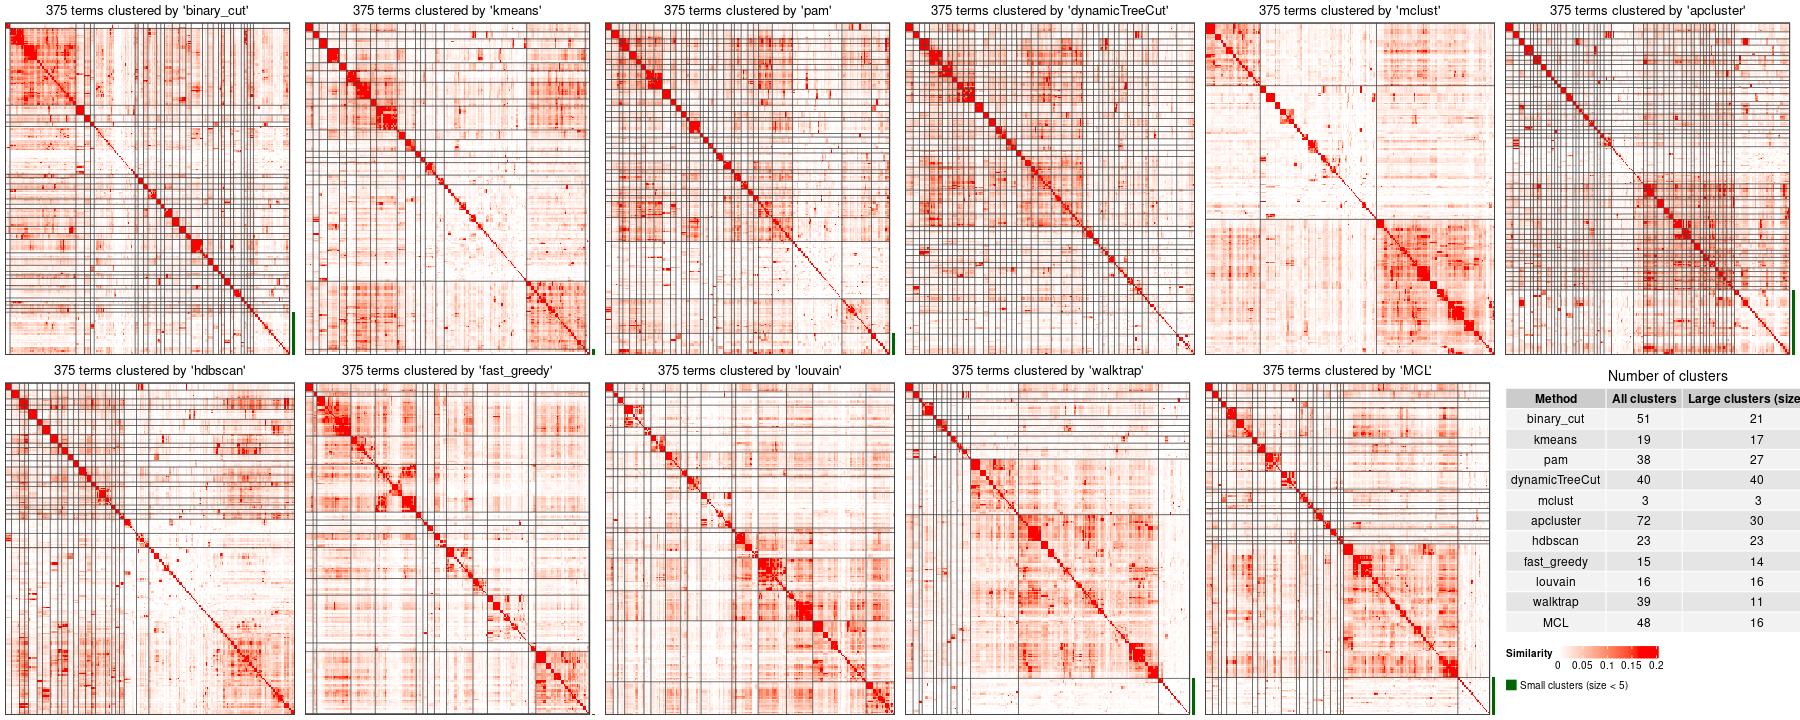 375 terms clustered by 'binary_cut'
375 terms clustered by 'kmeans'
375 terms clustered by 'pam'
375 terms clustered by 'dynamicTreeCut'
375 terms clustered by 'mclust'
375 terms clustered by 'apcluster'
375 terms clustered by 'hdbscan'
375 terms clustered by 'fast_greedy'
375 terms clustered by 'louvain'
375 terms clustered by 'walktrap'
375 terms clustered by 'MCL'
Number of clusters
Method All clusters Large clusters (size
binary_cut 51 21
kmeans 19 17
pam 38 27
dynamicTreeCut 40 40
mclust 3 3
apcluster 72 30
hdbscan 23 23
fast_greedy 15 14
louvain 16 16
walktrap 39 11
MCL 48 16
Similarity
0 0.05 0.1 0.15 0.2
Small clusters (size < 5)